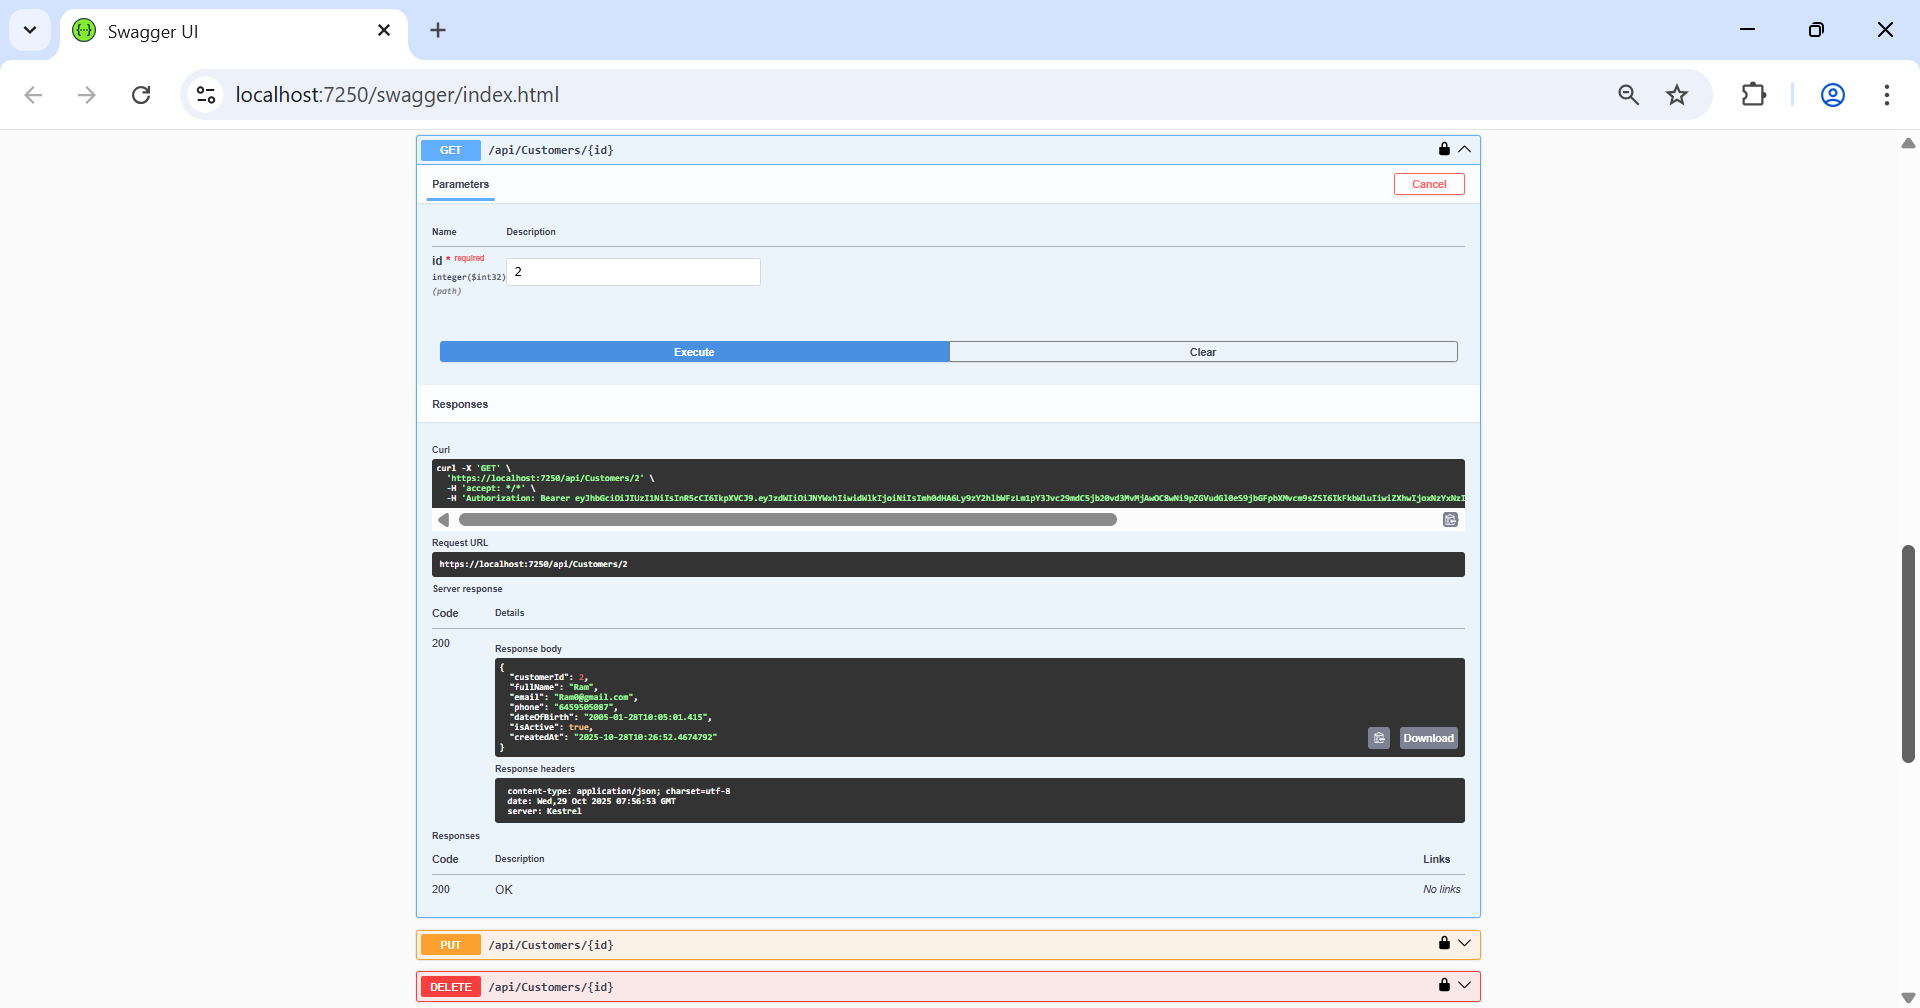 Swagger UI
localhost:7250/swagger/index.html
GET /api/Customers/{id}
Parameters
Cancel
Name Description
id * required
integer($int32)
(path)
2
Execute Clear
Responses
Curl
curl -X 'GET' \
'https://localhost:7250/api/Customers/2' \
-H 'accept: */*' \
-H 'Authorization: Bearer
Request URL
https://localhost:7250/api/Customers/2
Server response
Code Details
200
Response body
{
"customerId": 2,
"fullName": "Ram",
"email": "Ram0@gmail.com",
"phone": "6459505087",
"dateOfBirth": "2005-01-28T10:05:01.415",
"isActive": true,
"createdAt": "2025-10-28T10:26:52.4674792"
}
Download
Response headers
content-type: application/json; charset=utf-8
date: Wed,29 Oct 2025 07:56:53 GMT
server: Kestrel
Responses
Code Description Links
200 OK No links
PUT /api/Customers/{id}
DELETE /api/Customers/{id}